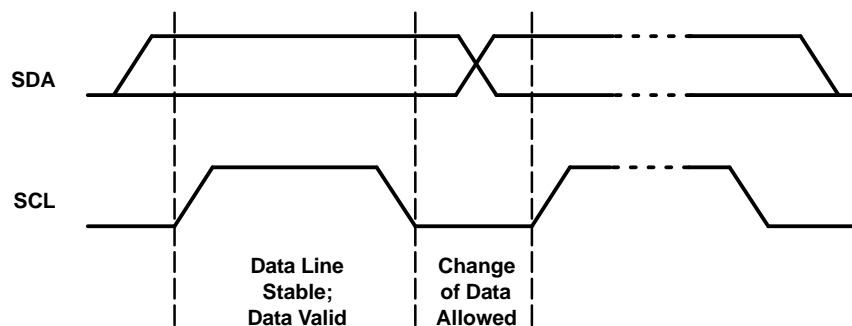 SDA
SCL
Data Line
Stable;
Data Valid
Change
of Data
Allowed